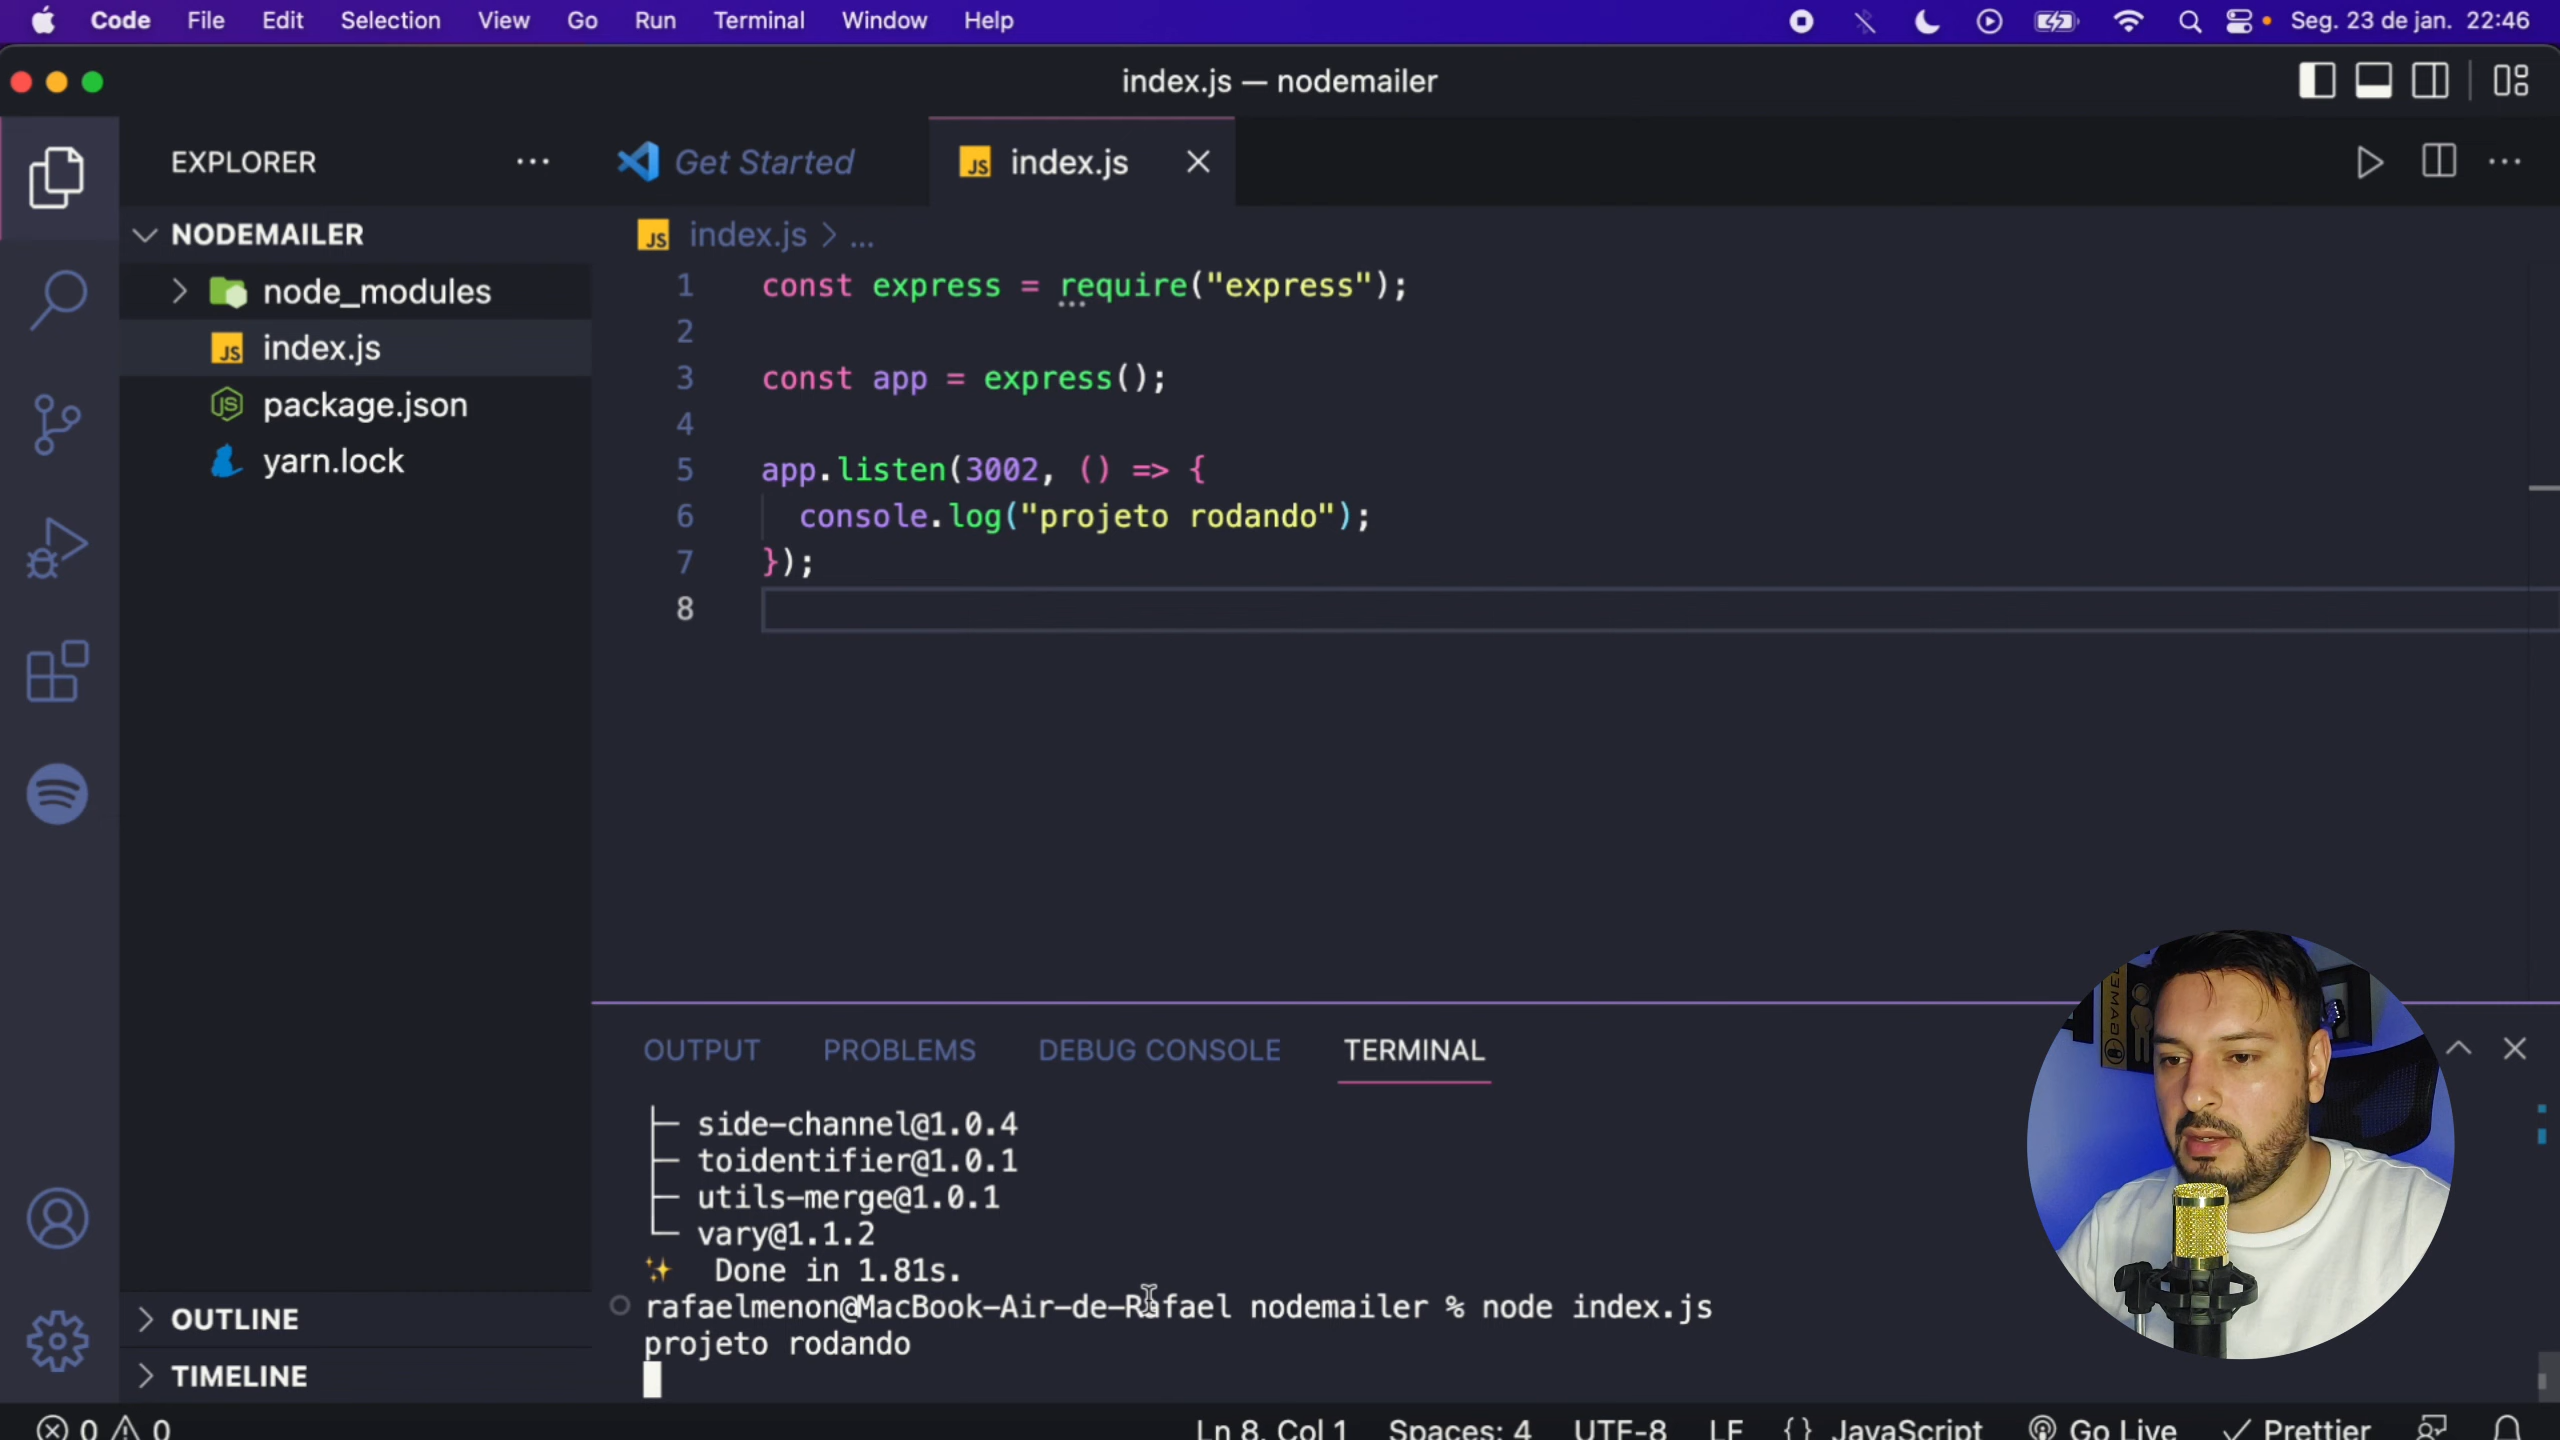 Code File Edit Selection View Go Run Terminal Window Help Seg. 23 de jan. 22:46
index.js — nodemailer
EXPLORER
Get Started
index.js
NODEMAILER
node_modules
index.js
package.json
yarn.lock
index.js > ...
1 const express = require("express");
2
3 const app = express();
4
5 app.listen(3002, () => {
6 console.log("projeto rodando");
7 });
8
OUTPUT PROBLEMS DEBUG CONSOLE TERMINAL
├─ side-channel@1.0.4
├─ toidentifier@1.0.1
├─ utils-merge@1.0.1
└─ vary@1.1.2
✨ Done in 1.81s.
rafaelmenon@MacBook-Air-de-Rafael nodemailer % node index.js
projeto rodando
OUTLINE
TIMELINE
0 0 Ln 8, Col 1 Spaces: 4 UTF-8 LF {} JavaScript Go Live Prettier